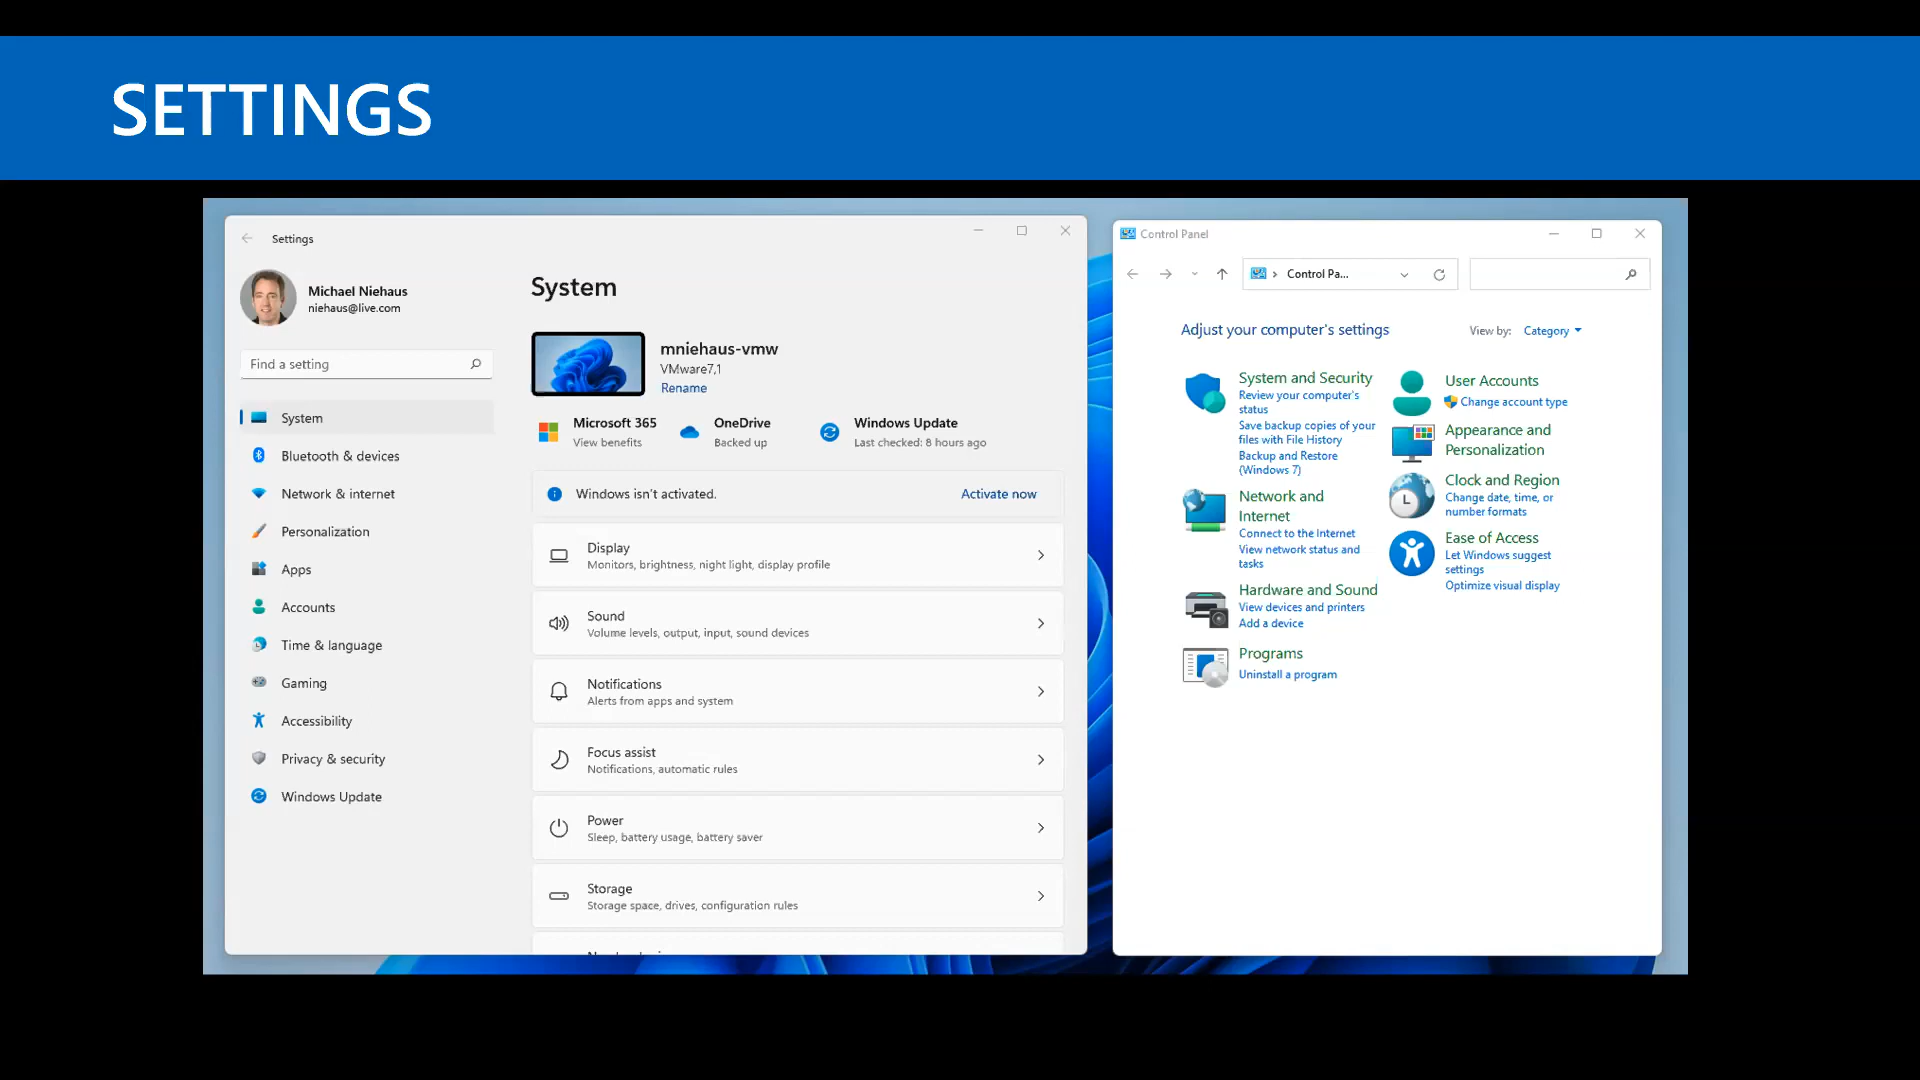 SETTINGS
Settings
Michael Niehaus
niehaus@live.com
Find a setting
System
Bluetooth & devices
Network & internet
Personalization
Apps
Accounts
Time & language
Gaming
Accessibility
Privacy & security
Windows Update
System
mniehaus-vmw
VMware7,1
Rename
Microsoft 365
View benefits
OneDrive
Backed up
Windows Update
Last checked: 8 hours ago
Windows isn't activated.
Activate now
Display
Monitors, brightness, night light, display profile
Sound
Volume levels, output, input, sound devices
Notifications
Alerts from apps and system
Focus assist
Notifications, automatic rules
Power
Sleep, battery usage, battery saver
Storage
Storage space, drives, configuration rules
Control Panel
Control Pa...
Adjust your computer's settings
View by:
Category
System and Security
Review your computer's
status
Save backup copies of your
files with File History
Backup and Restore
(Windows 7)
Network and
Internet
Connect to the Internet
View network status and
tasks
Hardware and Sound
View devices and printers
Add a device
Programs
Uninstall a program
User Accounts
Change account type
Appearance and
Personalization
Clock and Region
Change date, time, or
number formats
Ease of Access
Let Windows suggest
settings
Optimize visual display